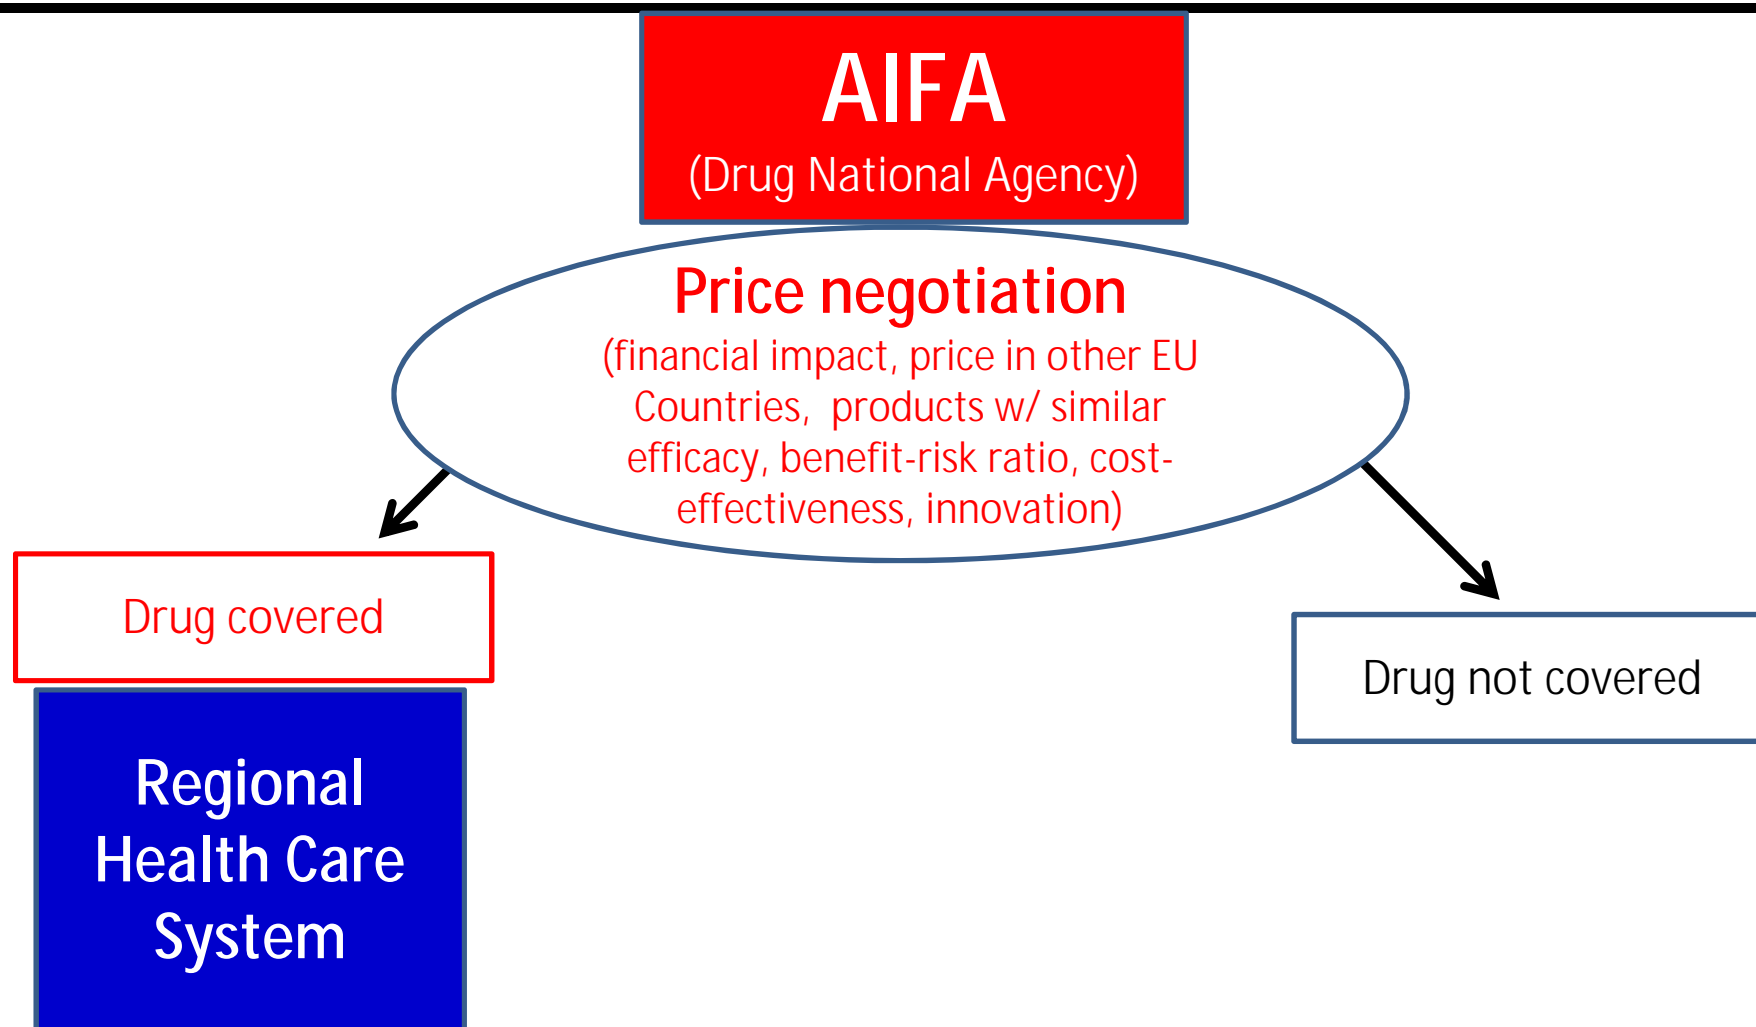 AIFA
(Drug National Agency)
Price negotiation
(financial impact, price in other EU
Countries,  products w/ similar
efficacy, benefit-risk ratio, cost-
effectiveness, innovation)
Drug covered
Drug not covered
Regional
Health Care
System